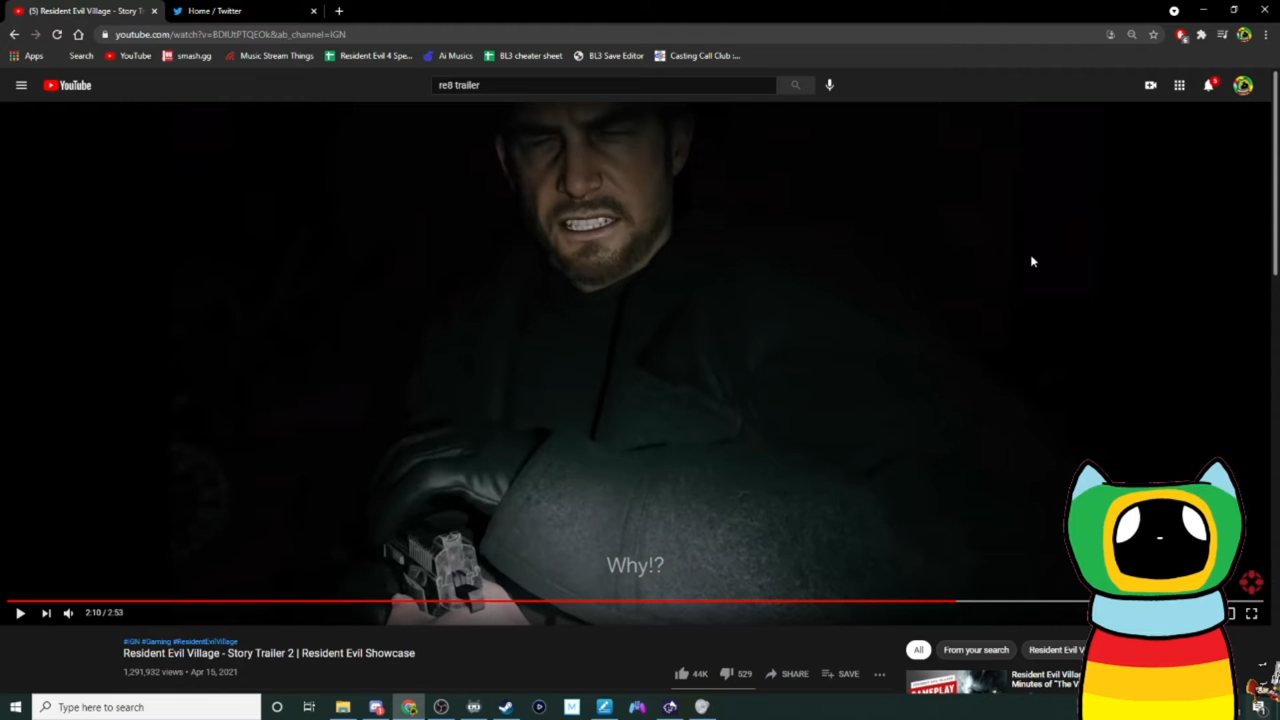 (5) Resident Evil Village - Story T
Home / Twitter
youtube.com/watch?v=BDIUtPTQEOk&ab_channel=IGN
Apps
Search
YouTube
smash.gg
Music Stream Things
Resident Evil 4 Spe...
Ai Musics
BL3 cheater sheet
BL3 Save Editor
Casting Call Club :...
YouTube
re8 trailer
Why!?
2:10 / 2:53
#IGN #Gaming #ResidentEvilVillage
Resident Evil Village - Story Trailer 2 | Resident Evil Showcase
1,291,932 views • Apr 15, 2021
44K
529
SHARE
SAVE
All
From your search
Resident Evil V
Resident Evil Villag
Minutes of "The V
GAMEPLAY
Type here to search